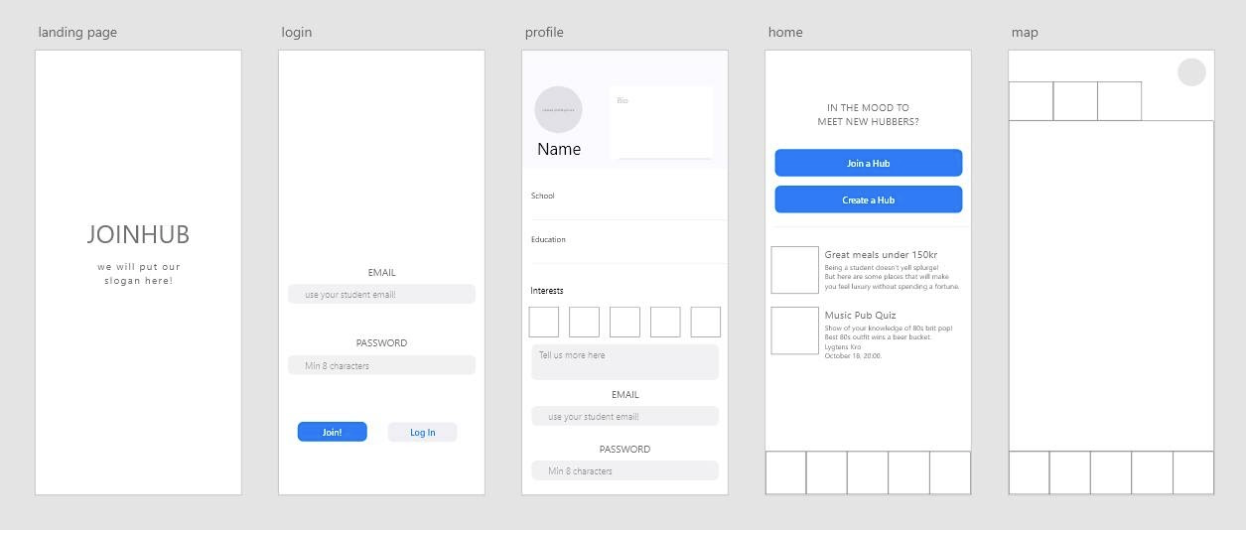 landing page
JOINHUB
we will put our
slogan here!
login
EMAIL
use your student email!
PASSWORD
Min 8 characters
Join!
Log In
profile
Bio
Name
School
Education
Interests
Tell us more here
EMAIL
use your student email!
PASSWORD
Min 8 characters
home
IN THE MOOD TO
MEET NEW HUBBERS?
Join a Hub
Create a Hub
Great meals under 150kr
Being a student doesn't yell splurge!
But here are some places that will make
you feel luxury without spending a fortune.
Music Pub Quiz
Show of your knowledge of 80s brit pop!
Best 80s outfit wins a beer bucket.
Lygtens Kro
October 18, 20:00.
map